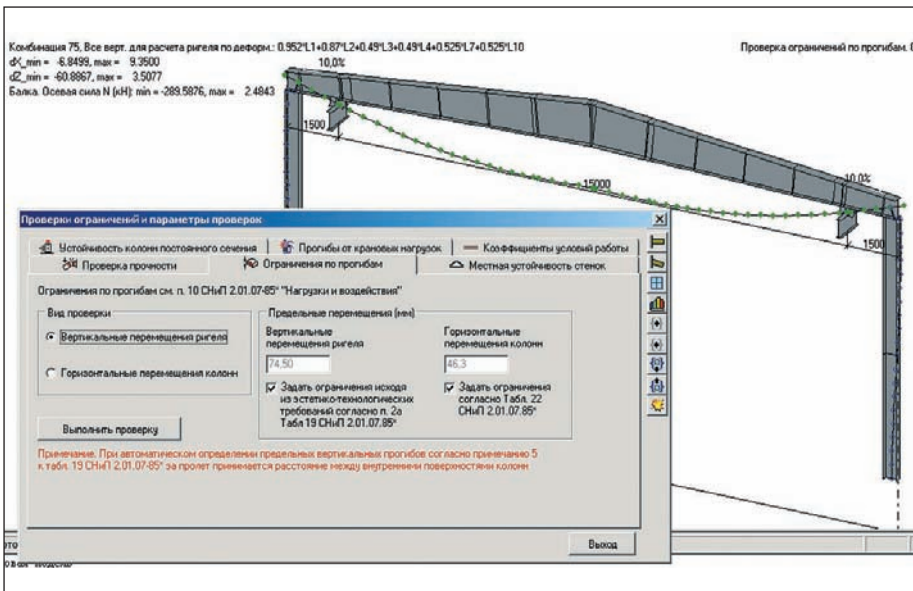 Комбинация 75, Все верт. для расчета ригеля по деформ.: 0.952*L1+0.87*L2+0.49*L3+0.49*L4+0.525*L7+0.525*L10
Проверка ограничений по прогибам.
dX_min = -6.8499, max = 9.3500
dZ_min = -60.8867, max = 3.5077
Балка. Осевая сила N (кН): min = -289.5876, max = 2.4843
10,0%
1500
15000
10,0%
1500
Проверки ограничений и параметры проверок
Устойчивость колонн постоянного сечения
Прогибы от крановых нагрузок
Коэффициенты условий работы
Проверка прочности
Ограничения по прогибам
Местная устойчивость стенок
Ограничения по прогибам см. п. 10 СНиП 2.01.07-85* "Нагрузки и воздействия"
Вид проверки
Вертикальные перемещения ригеля
Горизонтальные перемещения колонн
Выполнить проверку
Предельные перемещения (мм)
Вертикальные
перемещения ригеля
74,50
Задать ограничения исходя
из эстетико-технологических
требований согласно п. 2а
Табл 19 СНиП 2.01.07.85*
Горизонтальные
перемещения колонн
46,3
Задать ограничения
согласно Табл. 22
СНиП 2.01.07.85*
Примечание. При автоматическом определении предельных вертикальных прогибов согласно примечанию 5
к табл. 19 СНиП 2.01.07-85* за пролет принимается расстояние между внутренними поверхностями колонн
Выход